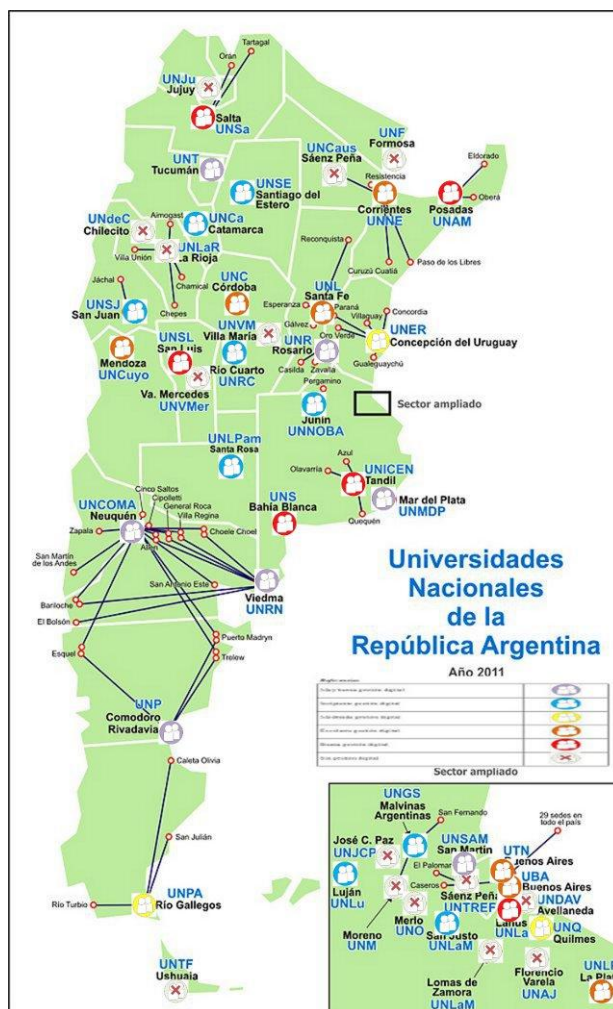 Tartagal
Orán
UNJu
Jujuy
Salta
UNSa
UNT
Tucumán
UNCaus
Sáenz Peña
UNF
Formosa
Eldorado
Resistencia
Corrientes
UNNE
Posadas
UNAM
Oberá
UNSE
Santiago del
Estero
UNdeC
Chilecito
Aimogast
UNCa
Catamarca
UNLaR
La Rioja
Villa Unión
Chamical
Chepes
Reconquista
Curuzú Cuatiá
Paso de los Libres
Jáchal
UNSJ
San Juan
UNC
Córdoba
UNL
Santa Fe
Esperanza
Paraná
Villaguay
Concordia
UNER
Concepción del Uruguay
Gualeguaychú
Gálvez
Oro Verde
UNVM
Villa María
UNR
Rosario
Casilda
Zavalla
Mendoza
UNCuyo
UNSL
San Luis
Va. Mercedes
UNVMer
Río Cuarto
UNRC
Pergamino
Junín
UNNOBA
Sector ampliado
UNLPam
Santa Rosa
Azul
Olavarría
UNICEN
Tandil
Quequén
Mar del Plata
UNMDP
UNS
Bahía Blanca
UNCOMA
Neuquén
Cinco Saltos
Cipolletti
General Roca
Villa Regina
Zapala
Allen
Choele Choel
San Martín
de los Andes
San Antonio Este
Viedma
UNRN
Bariloche
El Bolsón
Esquel
Puerto Madryn
Trelew
UNP
Comodoro
Rivadavia
Caleta Olivia
San Julián
UNPA
Río Gallegos
Río Turbio
UNTF
Ushuaia
Universidades
Nacionales
de la
República Argentina
Año 2011
Sector ampliado
UNGS
Malvinas
Argentinas
San Fernando
29 sedes en
todo el país
José C. Paz
UNJCP
UNSAM
San Martín
UTN
Buenos Aires
El Palomar
UBA
Buenos Aires
Luján
UNLu
Caseros
Sáenz Peña
UNTREF
UNDAV
Avellaneda
Lanús
UNLa
Merlo
UNO
Moreno
UNM
San Justo
UNLaM
UNQ
Quilmes
Lomas de
Zamora
UNLaM
Florencio
Varela
UNAJ
La Plat